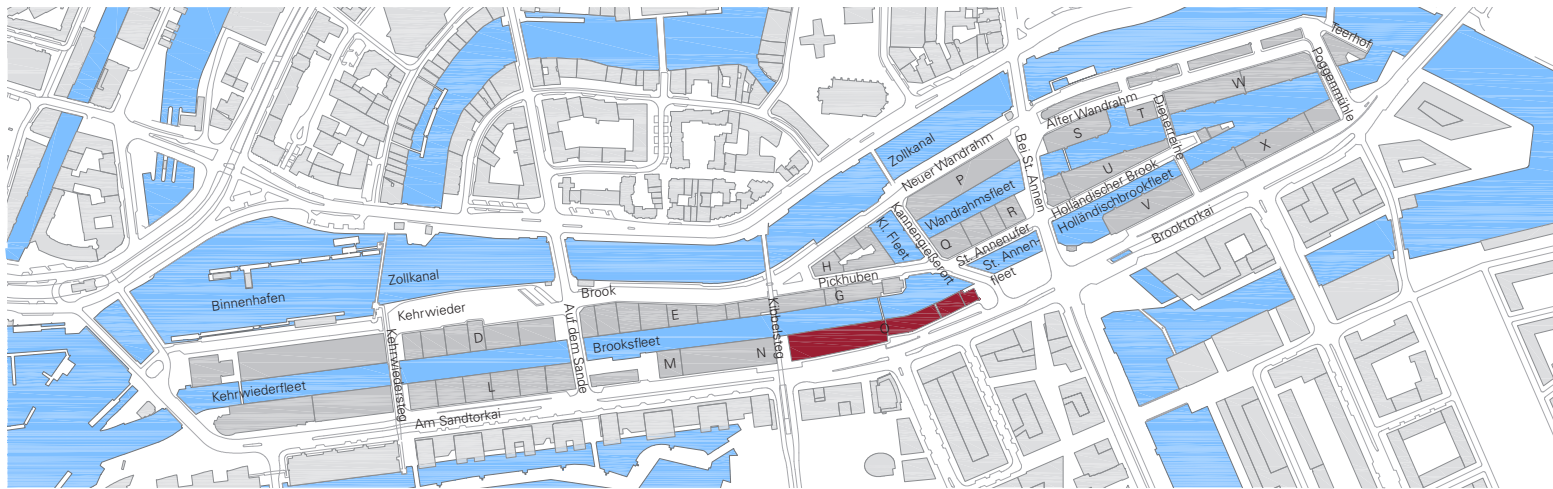 Teerhof
Poggenmühle
W
Alter Wandrahm
Dienerreihe
T
S
Zollkanal
Neuer Wandrahm
Bei St. Annen
X
U
P
Holländischer Brook
Wandrahmsfleet
Holländischbrookfleet
V
R
Kannengießerort
Kl. Fleet
Q
St. Annenufer
Brooktorkai
St. Annen-
fleet
H
Pickhuben
Zollkanal
Binnenhafen
Brook
G
Kibbelsteg
Kehrwieder
E
Auf dem Sande
O
D
Brooksfleet
Kehrwiedersteg
M
N
Kehrwiederfleet
L
Am Sandtorkai